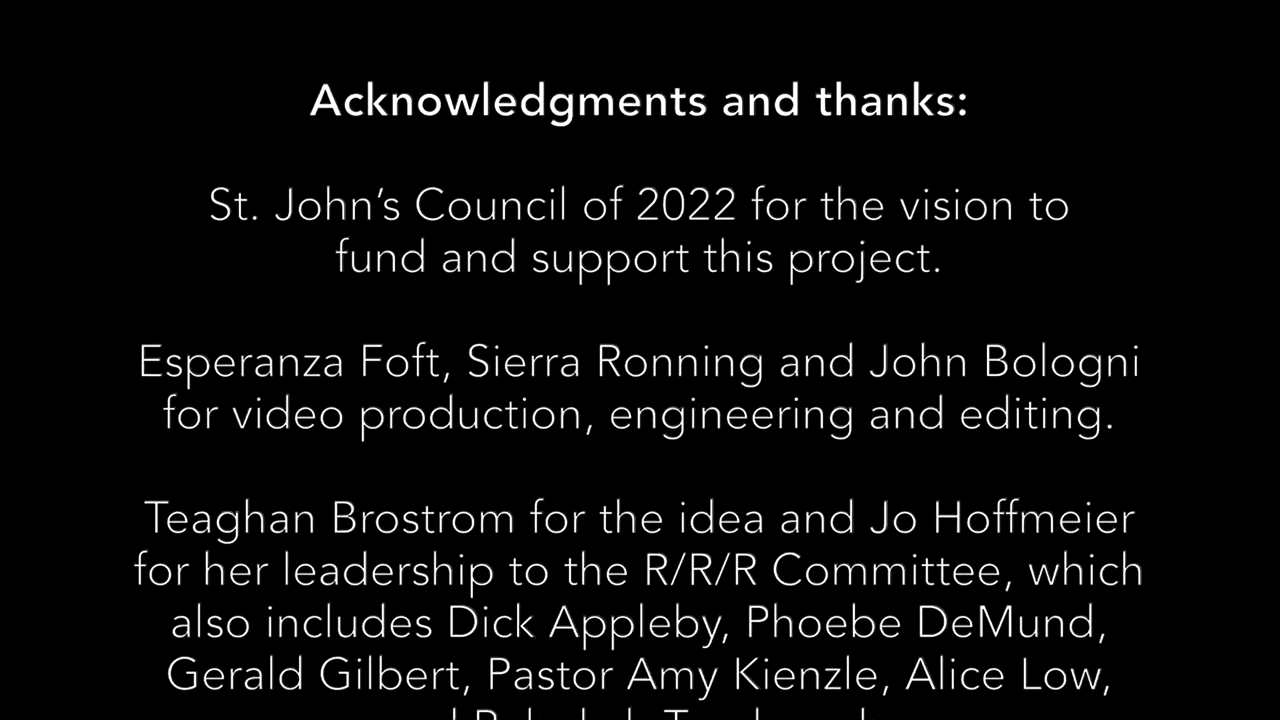 Acknowledgments and thanks:
St. John’s Council of 2022 for the vision to
fund and support this project.
Esperanza Foft, Sierra Ronning and John Bologni
for video production, engineering and editing.
Teaghan Brostrom for the idea and Jo Hoffmeier
for her leadership to the R/R/R Committee, which
also includes Dick Appleby, Phoebe DeMund,
Gerald Gilbert, Pastor Amy Kienzle, Alice Low,